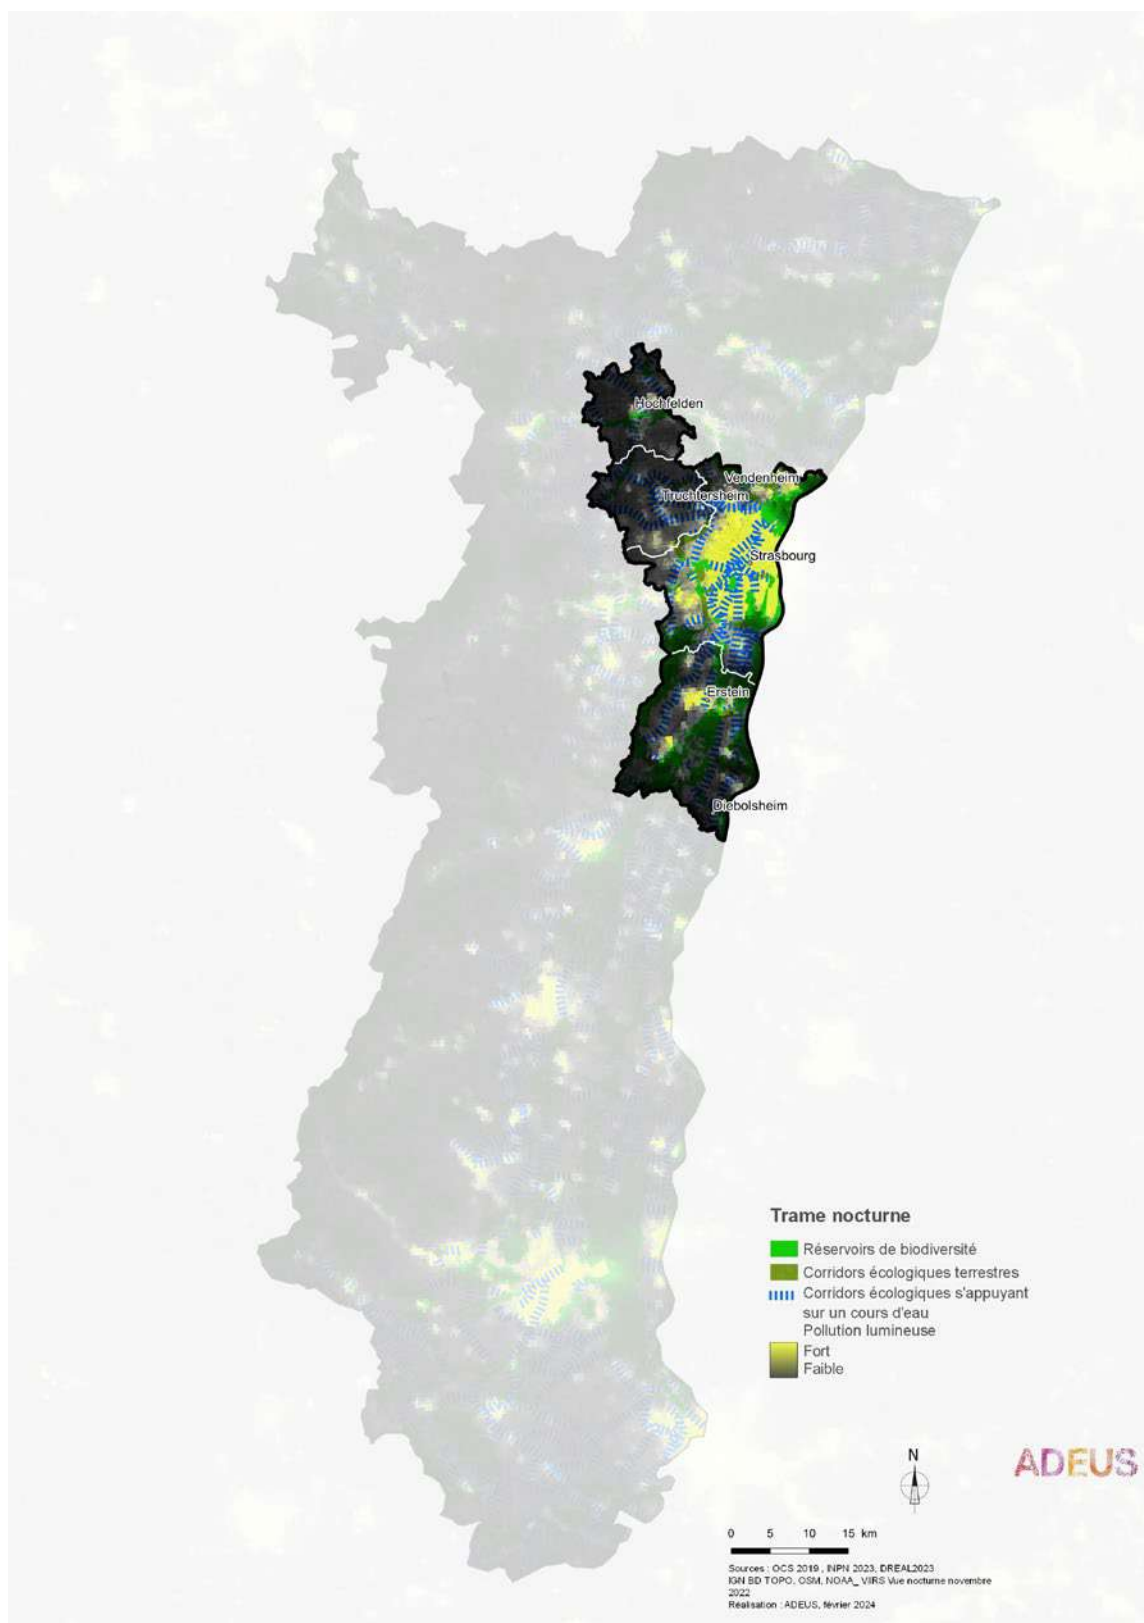 Hochfelden
Vendenheim
Truchtersheim
Strasbourg
Erstein
Diebolsheim
Trame nocturne
Réservoirs de biodiversité
Corridors écologiques terrestres
Corridors écologiques s'appuyant
sur un cours d'eau
Pollution lumineuse
Fort
Faible
N
ADEUS
0 5 10 15 km
Sources : OCS 2019 , INPN 2023, DREAL2023
IGN BD TOPO, OSM, NOAA_ VIIRS Vue nocturne novembre
2022
Réalisation : ADEUS, février 2024